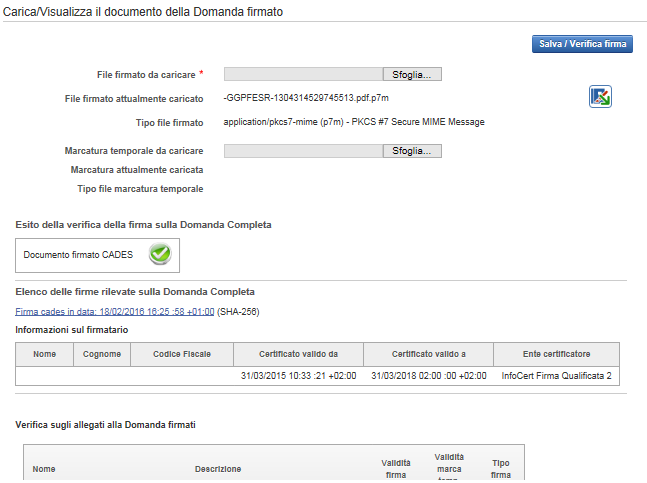 Carica/Visualizza il documento della Domanda firmato
Salva / Verifica firma
File firmato da caricare * Sfoglia...
File firmato attualmente caricato -GGPFESR-1304314529745513.pdf.p7m
Tipo file firmato application/pkcs7-mime (p7m) - PKCS #7 Secure MIME Message
Marcatura temporale da caricare Sfoglia...
Marcatura attualmente caricata
Tipo file marcatura temporale
Esito della verifica della firma sulla Domanda Completa
Documento firmato CADES
Elenco delle firme rilevate sulla Domanda Completa
Firma cades in data: 18/02/2016 16:25 :58 +01:00 (SHA-256)
Informazioni sul firmatario
Nome Cognome Codice Fiscale Certificato valido da Certificato valido a Ente certificatore
31/03/2015 10:33 :21 +02:00 31/03/2018 02:00 :00 +02:00 InfoCert Firma Qualificata 2
Verifica sugli allegati alla Domanda firmati
Nome Descrizione Validità firma Validità marca Tipo firma